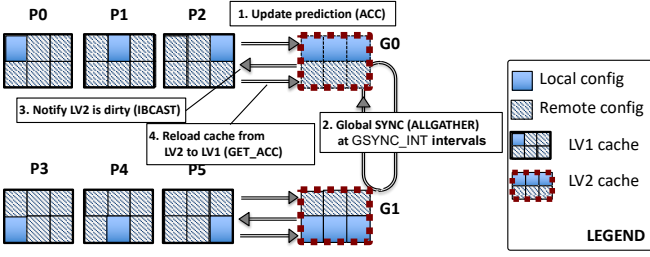 P0
P1
P2
1. Update prediction (ACC)
G0
3. Notify LV2 is dirty (IBCAST)
4. Reload cache from
LV2 to LV1 (GET_ACC)
2. Global SYNC (ALLGATHER)
at GSYNC_INT intervals
P3
P4
P5
G1
Local config
Remote config
LV1 cache
LV2 cache
LEGEND